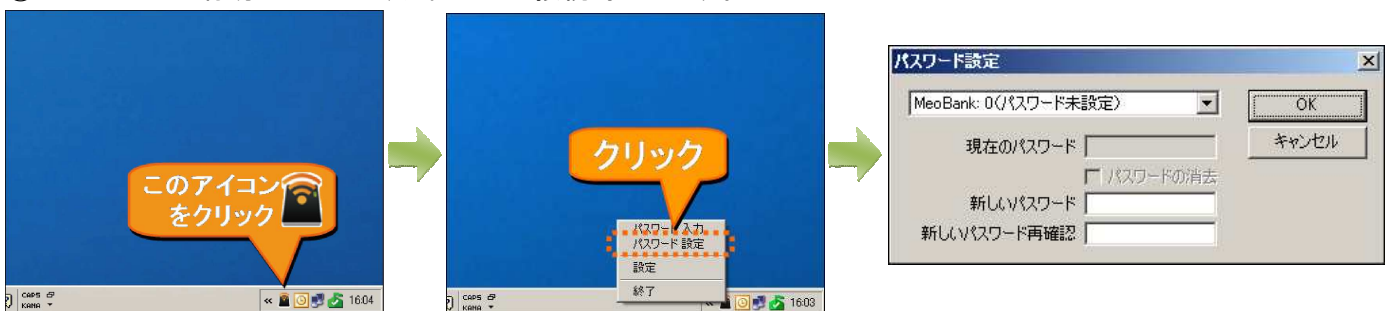 このアイコン
をクリック
CAPS
KANA
«
16:04
クリック
パスワード 入力
パスワード 設定
設定
終了
CAPS
KANA
16:03
パスワード設定
MeoBank: 0(パスワード未設定)
OK
キャンセル
現在のパスワード
パスワードの消去
新しいパスワード
新しいパスワード再確認